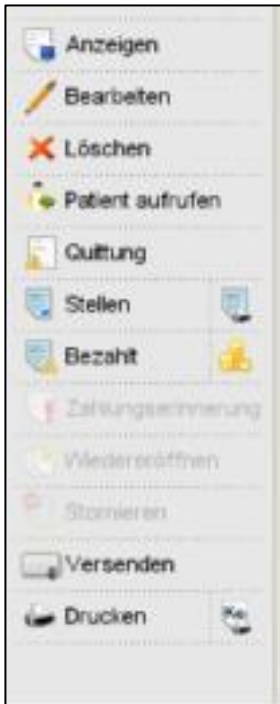 Anzeigen
Bearbeiten
Löschen
Patient aufrufen
Quittung
Stellen
Bezahlt
Zahlungserinnerung
Wiedereröffnen
Stornieren
Versenden
Drucken